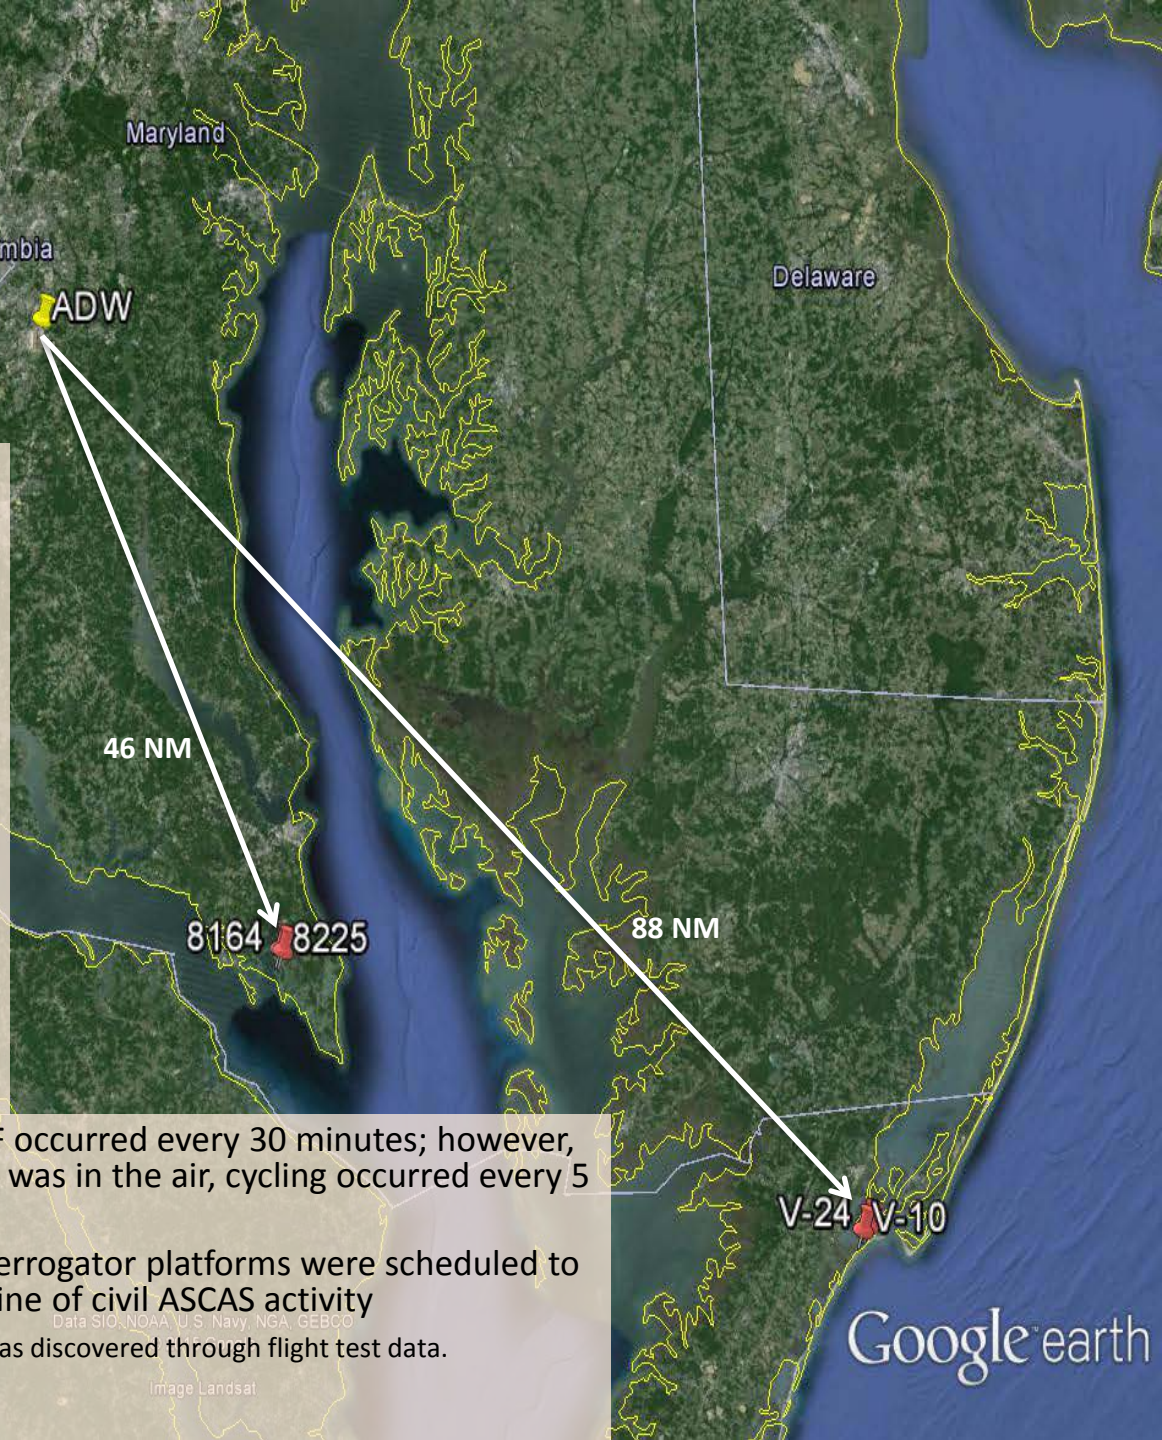 Maryland
mbia
ADW
Delaware
46 NM
8164 8225
88 NM
occurred every 30 minutes; however,
was in the air, cycling occurred every 5
V-24 V-10
errogator platforms were scheduled to
ine of civil ASCAS activity
Data SIO, NOAA, U.S. Navy, NGA, GEBCO
as discovered through flight test data.
Google earth
Image Landsat